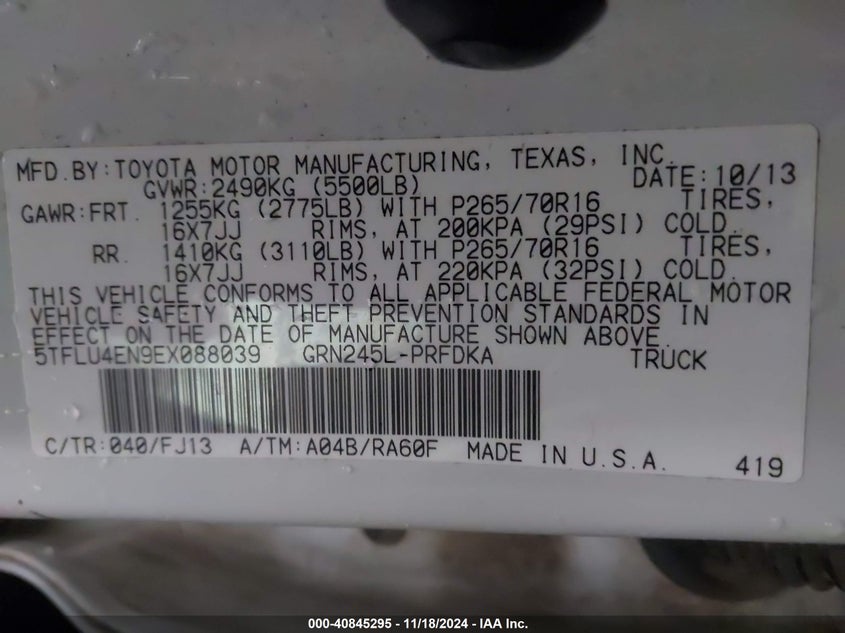 MFD.BY:TOYOTA MOTOR MANUFACTURING, TEXAS, INC.
GVWR:2490KG (5500LB) DATE:10/13
GAWR:FRT. 1255KG (2775LB) WITH P265/70R16 TIRES,
16X7JJ RIMS, AT 200KPA (29PSI) COLD.
RR. 1410KG (3110LB) WITH P265/70R16 TIRES,
16X7JJ RIMS, AT 220KPA (32PSI) COLD.
THIS VEHICLE CONFORMS TO ALL APPLICABLE FEDERAL MOTOR
VEHICLE SAFETY AND THEFT PREVENTION STANDARDS IN
EFFECT ON THE DATE OF MANUFACTURE SHOWN ABOVE.
5TFLU4EN9EX088039 GRN245L-PRFDKA TRUCK
C/TR:040/FJ13 A/TM:A04B/RA60F MADE IN U.S.A.
419
000-40845295 - 11/18/2024 - IAA Inc.